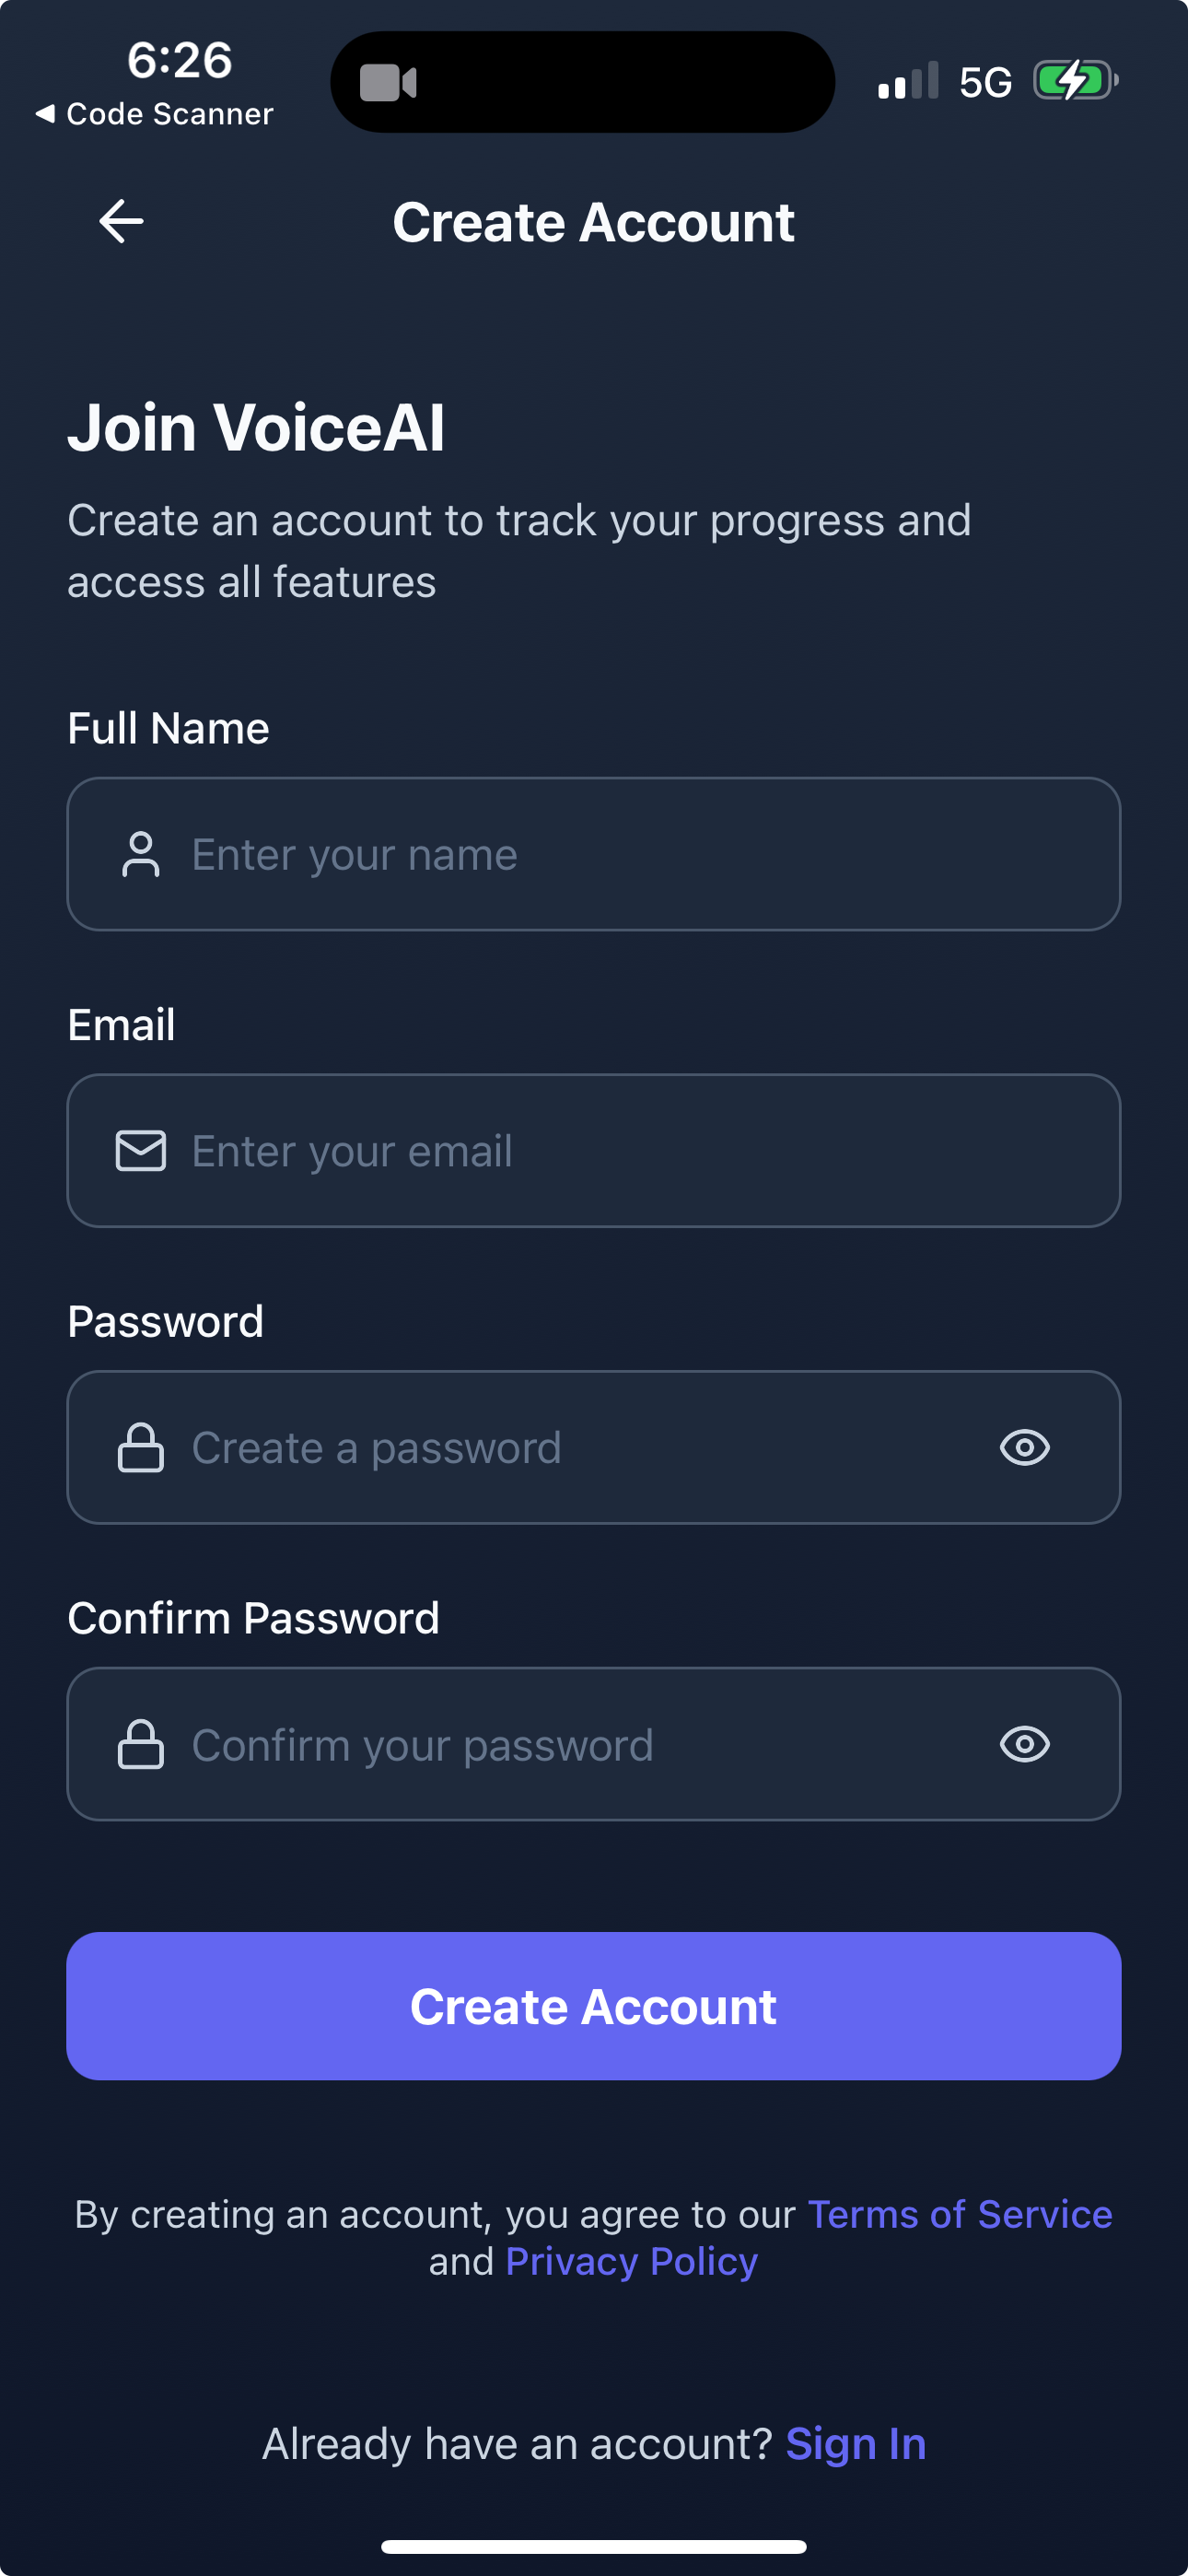 6:26
5G
◀ Code Scanner
Create Account
Join VoiceAI
Create an account to track your progress and
access all features
Full Name
Enter your name
Email
Enter your email
Password
Create a password
Confirm Password
Confirm your password
Create Account
By creating an account, you agree to our Terms of Service
and Privacy Policy
Already have an account? Sign In